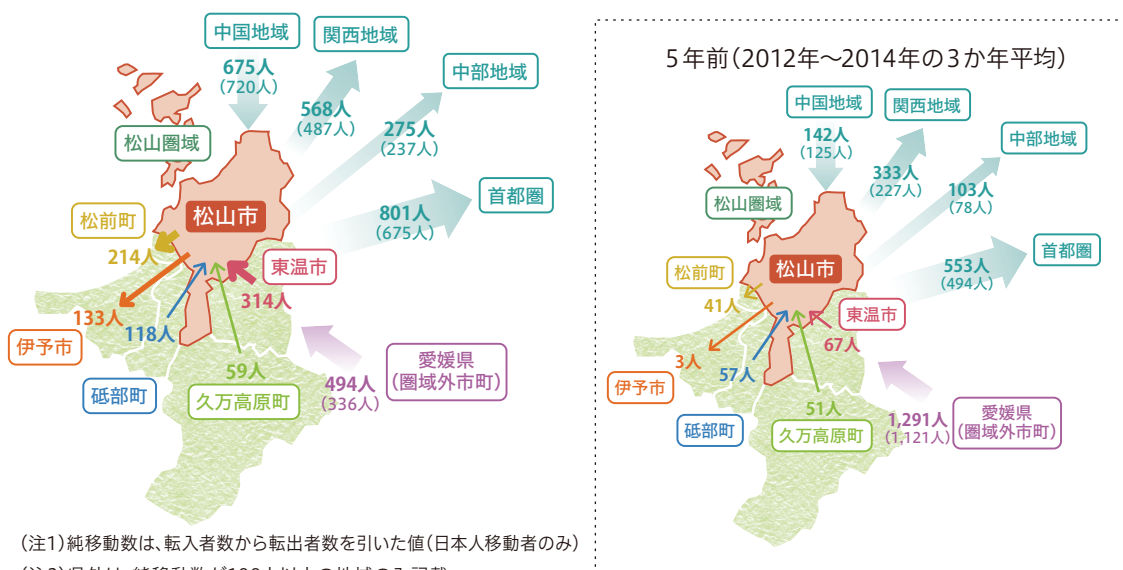 中国地域
関西地域
675人
(720人)
中部地域
568人
(487人)
275人
(237人)
松山圏域
首都圏
801人
(675人)
松前町
松山市
214人
東温市
314人
133人
118人
伊予市
59人
愛媛県
(圏域外市町)
494人
(336人)
砥部町
久万高原町
(注1)純移動数は、転入者数から転出者数を引いた値(日本人移動者のみ)
5年前(2012年〜2014年の3か年平均)
中国地域
関西地域
142人
(125人)
中部地域
333人
(227人)
103人
(78人)
松山圏域
首都圏
553人
(494人)
松前町
松山市
41人
東温市
67人
3人
57人
伊予市
51人
1,291人
(1,121人)
愛媛県
(圏域外市町)
砥部町
久万高原町